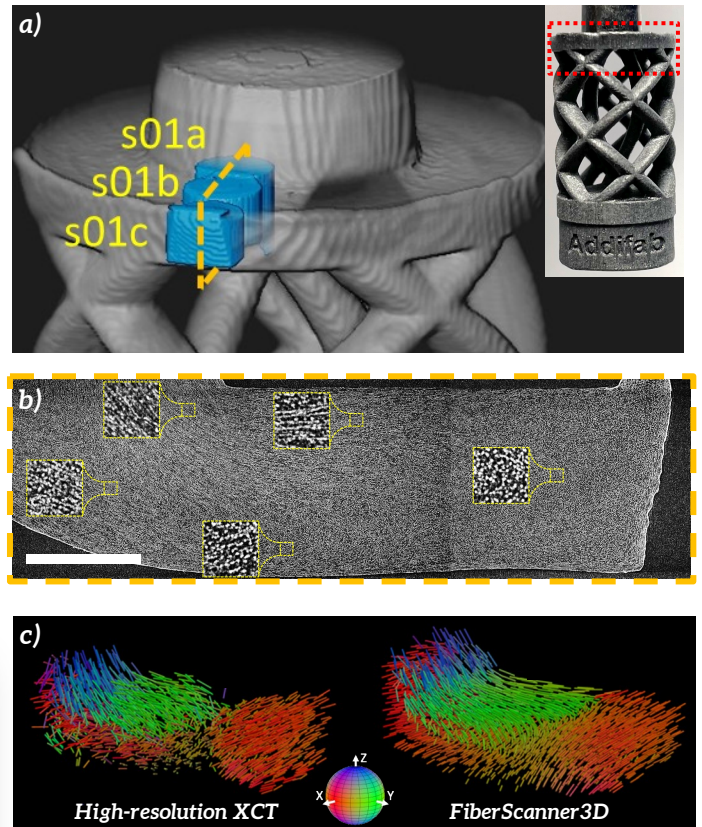 a)
s01a
s01b
s01c
Addifab
b)
c)
Z
X
Y
High-resolution XCT
FiberScanner3D